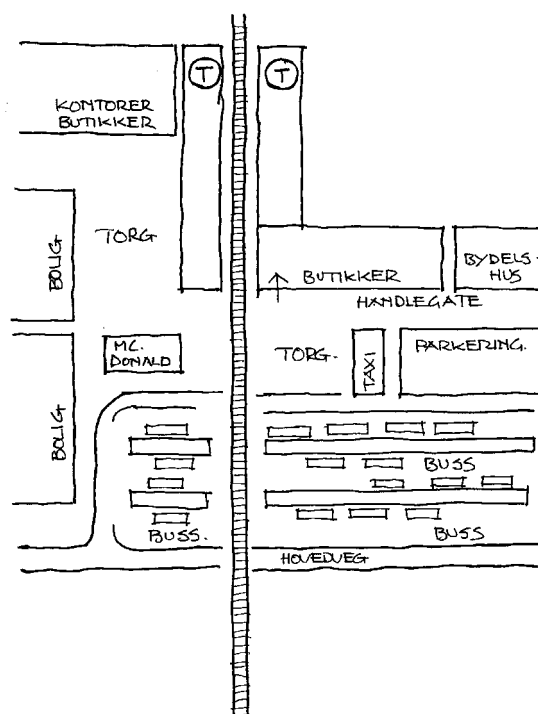 T
T
KONTORER
BUTIKKER
TORG
BOLIG
BUTIKKER
BYDELS-
HUS
HANDLEGATE
MC.
DONALD
TORG.
TAXI
PARKERING.
BOLIG
BUSS
BUSS.
BUSS
HOVEDVEG